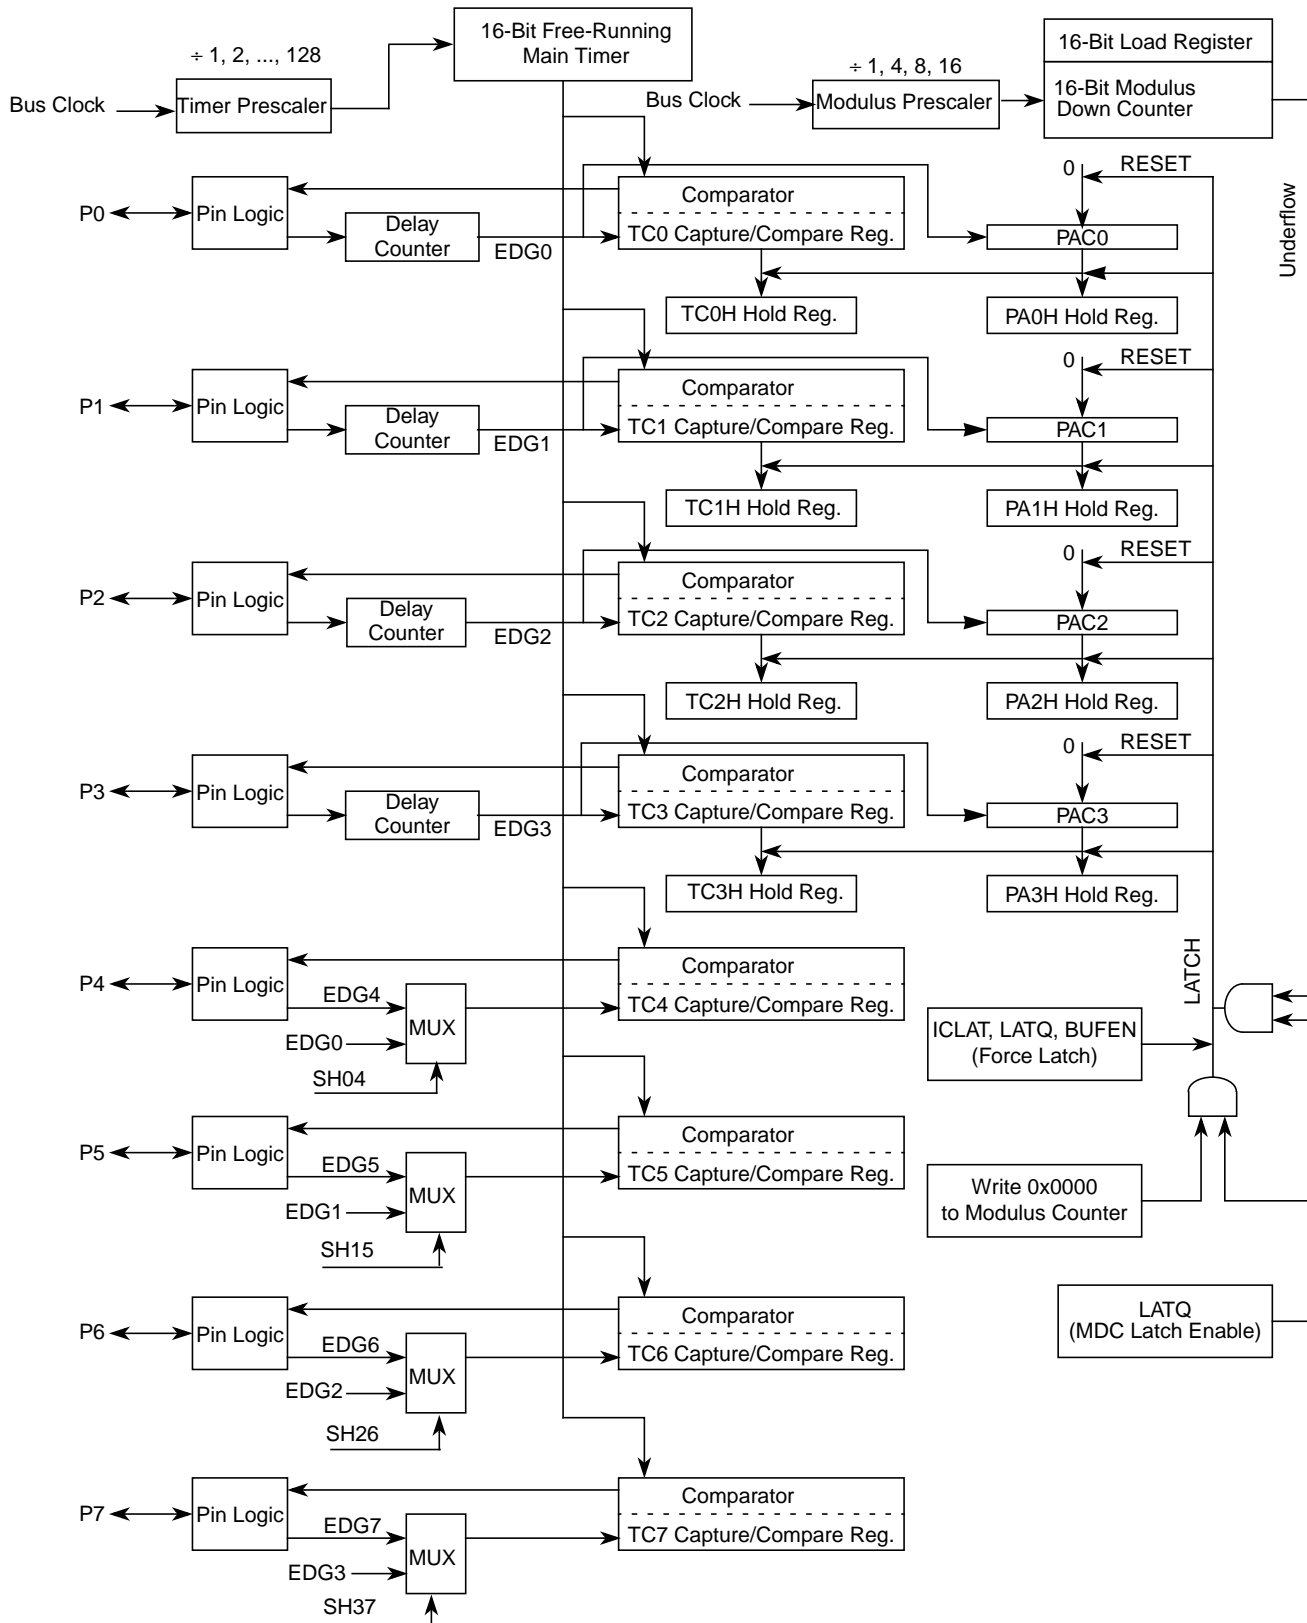 16-Bit Free-Running
Main Timer
÷ 1, 2, ..., 128
Bus Clock
Timer Prescaler
÷ 1, 4, 8, 16
Bus Clock
Modulus Prescaler
16-Bit Load Register
16-Bit Modulus
Down Counter
Underflow
P0
Pin Logic
Delay
Counter
EDG0
Comparator
TC0 Capture/Compare Reg.
TC0H Hold Reg.
0
RESET
PAC0
PA0H Hold Reg.
P1
Pin Logic
Delay
Counter
EDG1
Comparator
TC1 Capture/Compare Reg.
TC1H Hold Reg.
0
RESET
PAC1
PA1H Hold Reg.
P2
Pin Logic
Delay
Counter
EDG2
Comparator
TC2 Capture/Compare Reg.
TC2H Hold Reg.
0
RESET
PAC2
PA2H Hold Reg.
P3
Pin Logic
Delay
Counter
EDG3
Comparator
TC3 Capture/Compare Reg.
TC3H Hold Reg.
0
RESET
PAC3
PA3H Hold Reg.
P4
Pin Logic
EDG4
EDG0
MUX
SH04
Comparator
TC4 Capture/Compare Reg.
LATCH
ICLAT, LATQ, BUFEN
(Force Latch)
P5
Pin Logic
EDG5
EDG1
MUX
SH15
Comparator
TC5 Capture/Compare Reg.
Write 0x0000
to Modulus Counter
P6
Pin Logic
EDG6
EDG2
MUX
SH26
Comparator
TC6 Capture/Compare Reg.
LATQ
(MDC Latch Enable)
P7
Pin Logic
EDG7
EDG3
MUX
SH37
Comparator
TC7 Capture/Compare Reg.